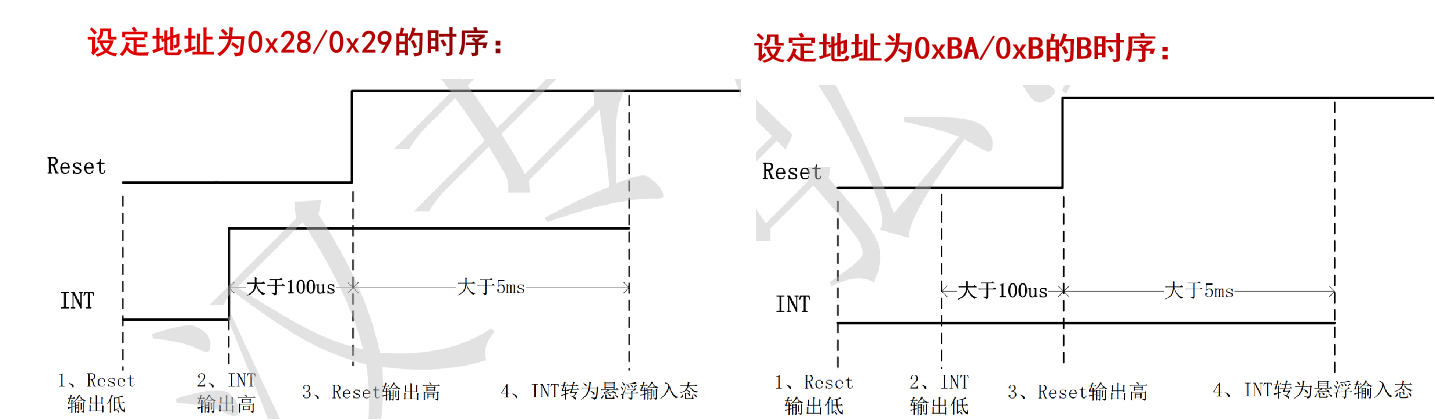 设定地址为0x28/0x29的时序：
Reset
INT
大于100us
大于5ms
1、Reset
输出低
2、INT
输出高
3、Reset输出高
4、INT转为悬浮输入态
设定地址为0xBA/0xB的B时序：
Reset
INT
大于100us
大于5ms
1、Reset
输出低
2、INT
输出低
3、Reset输出高
4、INT转为悬浮输入态